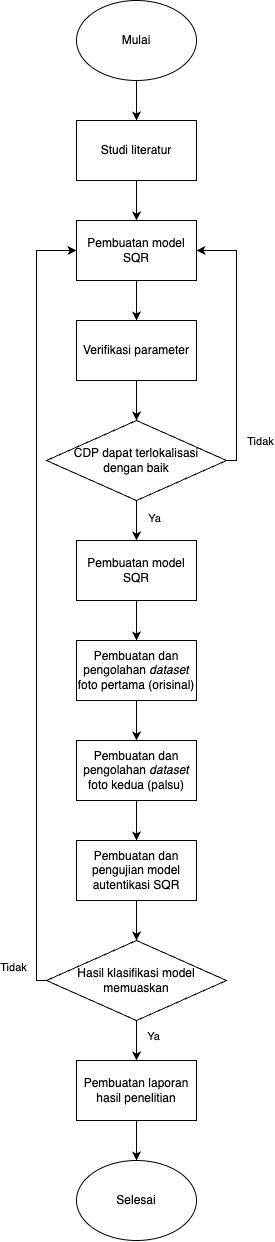 Mulai
Studi literatur
Pembuatan model
SQR
Verifikasi parameter
CDP dapat terlokalisasi
dengan baik
Tidak
Ya
Pembuatan model
SQR
Pembuatan dan
pengolahan dataset
foto pertama (orisinal)
Pembuatan dan
pengolahan dataset
foto kedua (palsu)
Pembuatan dan
pengujian model
autentikasi SQR
Hasil klasifikasi model
memuaskan
Tidak
Ya
Pembuatan laporan
hasil penelitian
Selesai